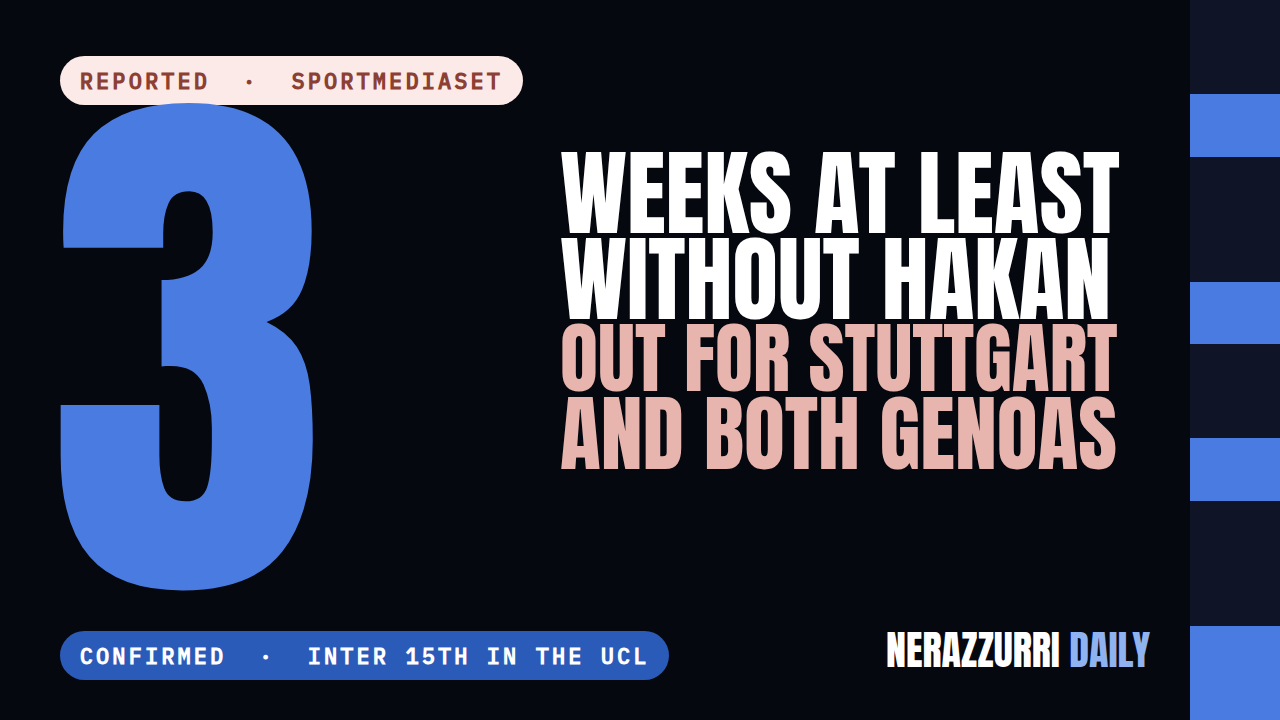 REPORTED · SPORTMEDIASET
3
WEEKS AT LEAST
WITHOUT HAKAN
OUT FOR STUTTGART
AND BOTH GENOAS
CONFIRMED · INTER 15TH IN THE UCL
NERAZZURRI DAILY